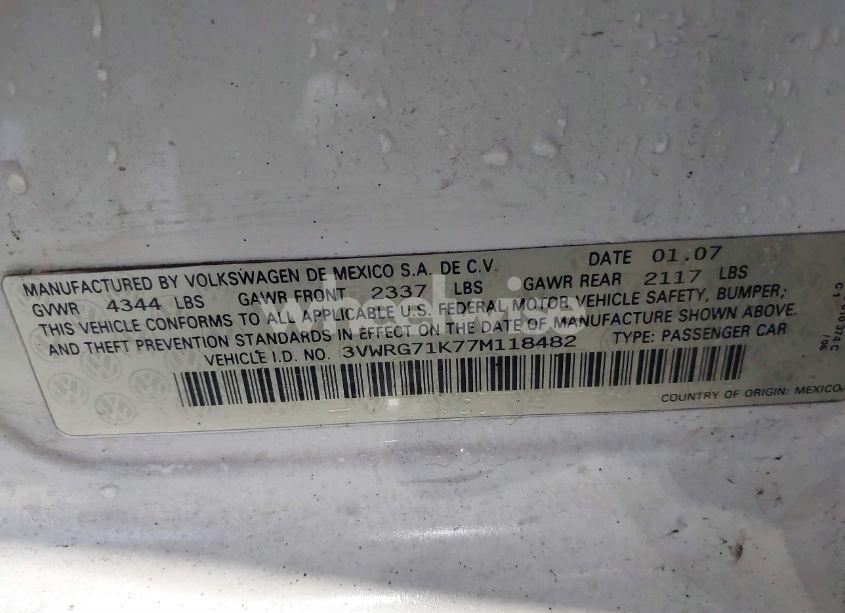 MANUFACTURED BY VOLKSWAGEN DE MEXICO S.A. DE C.V. DATE 01.07
GVWR 4344 LBS GAWR FRONT 2337 LBS GAWR REAR 2117 LBS
THIS VEHICLE CONFORMS TO ALL APPLICABLE U.S. FEDERAL MOTOR VEHICLE SAFETY, BUMPER,
AND THEFT PREVENTION STANDARDS IN EFFECT ON THE DATE OF MANUFACTURE SHOWN ABOVE.
VEHICLE I.D. NO. 3VWRG71K77M118482 TYPE: PASSENGER CAR
COUNTRY OF ORIGIN: MEXICO